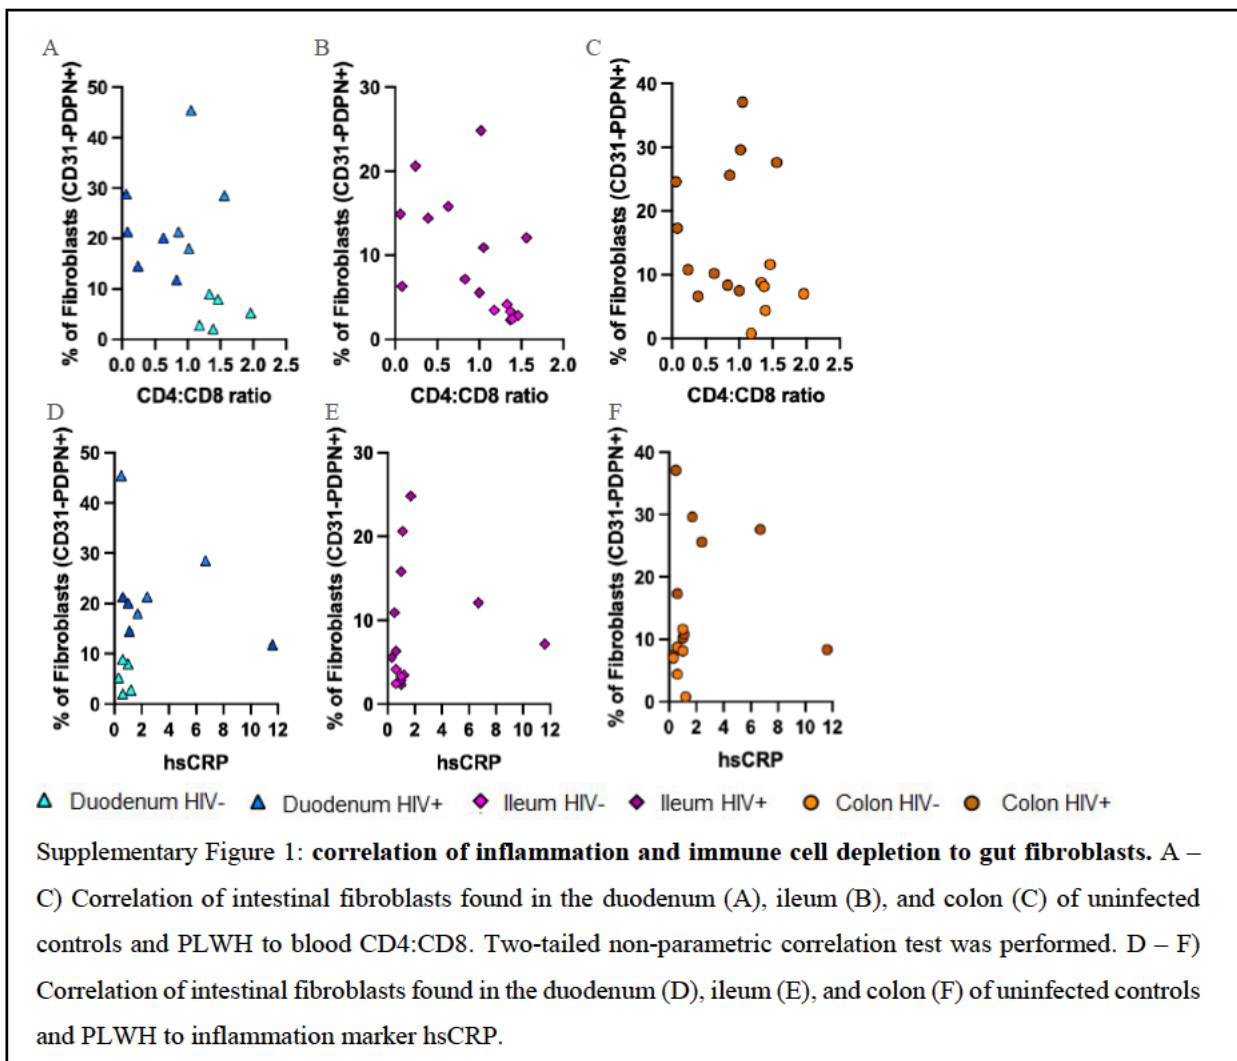 A B C
% of Fibroblasts (CD31-PDPN+)
50
40
30
20
10
0
0.0 0.5 1.0 1.5 2.0 2.5
CD4:CD8 ratio
% of Fibroblasts (CD31-PDPN+)
30
20
10
0
0.0 0.5 1.0 1.5 2.0
CD4:CD8 ratio
% of Fibroblasts (CD31-PDPN+)
40
30
20
10
0
0.0 0.5 1.0 1.5 2.0 2.5
CD4:CD8 ratio
D E F
% of Fibroblasts (CD31-PDPN+)
50
40
30
20
10
0
0 2 4 6 8 10 12
hsCRP
% of Fibroblasts (CD31-PDPN+)
30
20
10
0
0 2 4 6 8 10 12
hsCRP
% of Fibroblasts (CD31-PDPN+)
40
30
20
10
0
0 2 4 6 8 10 12
hsCRP
Duodenum HIV- Duodenum HIV+ Ileum HIV- Ileum HIV+ Colon HIV- Colon HIV+
Supplementary Figure 1: correlation of inflammation and immune cell depletion to gut fibroblasts. A –
C) Correlation of intestinal fibroblasts found in the duodenum (A), ileum (B), and colon (C) of uninfected
controls and PLWH to blood CD4:CD8. Two-tailed non-parametric correlation test was performed. D – F)
Correlation of intestinal fibroblasts found in the duodenum (D), ileum (E), and colon (F) of uninfected controls
and PLWH to inflammation marker hsCRP.